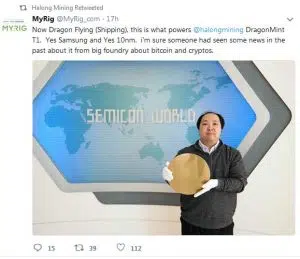 Halong Mining Retweeted
MyRig @MyRig_com · 17h
Now Dragon Flying (Shipping), this is what powers @halongmining DragonMint
T1. Yes Samsung and Yes 10nm. i'm sure someone had seen some news in the
past about it from big foundry about bitcoin and cryptos.
MYRIG
SEMICON WORLD
15 39 112